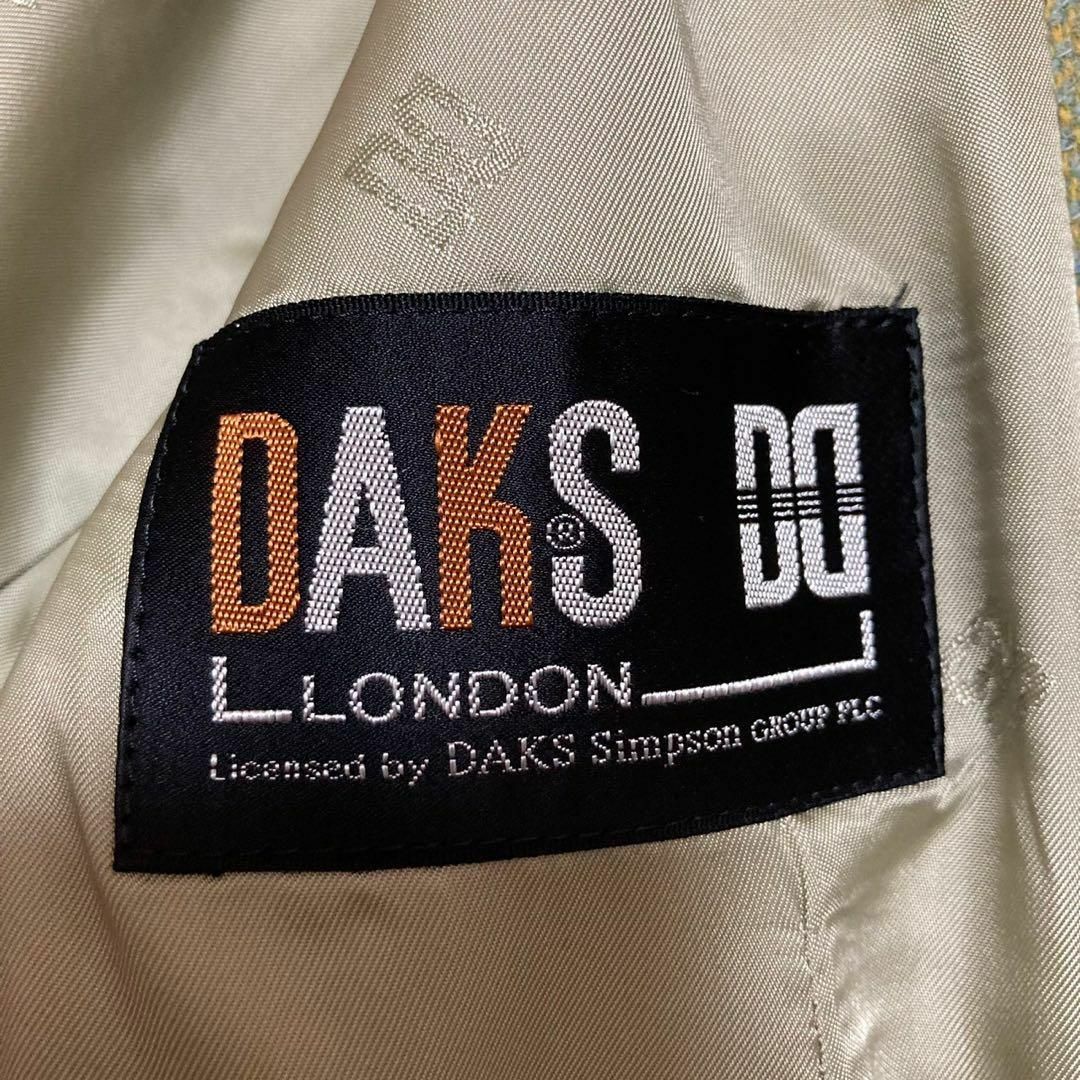 DAKS® DD
LONDON
Licensed by DAKS Simpson GROUP PLC